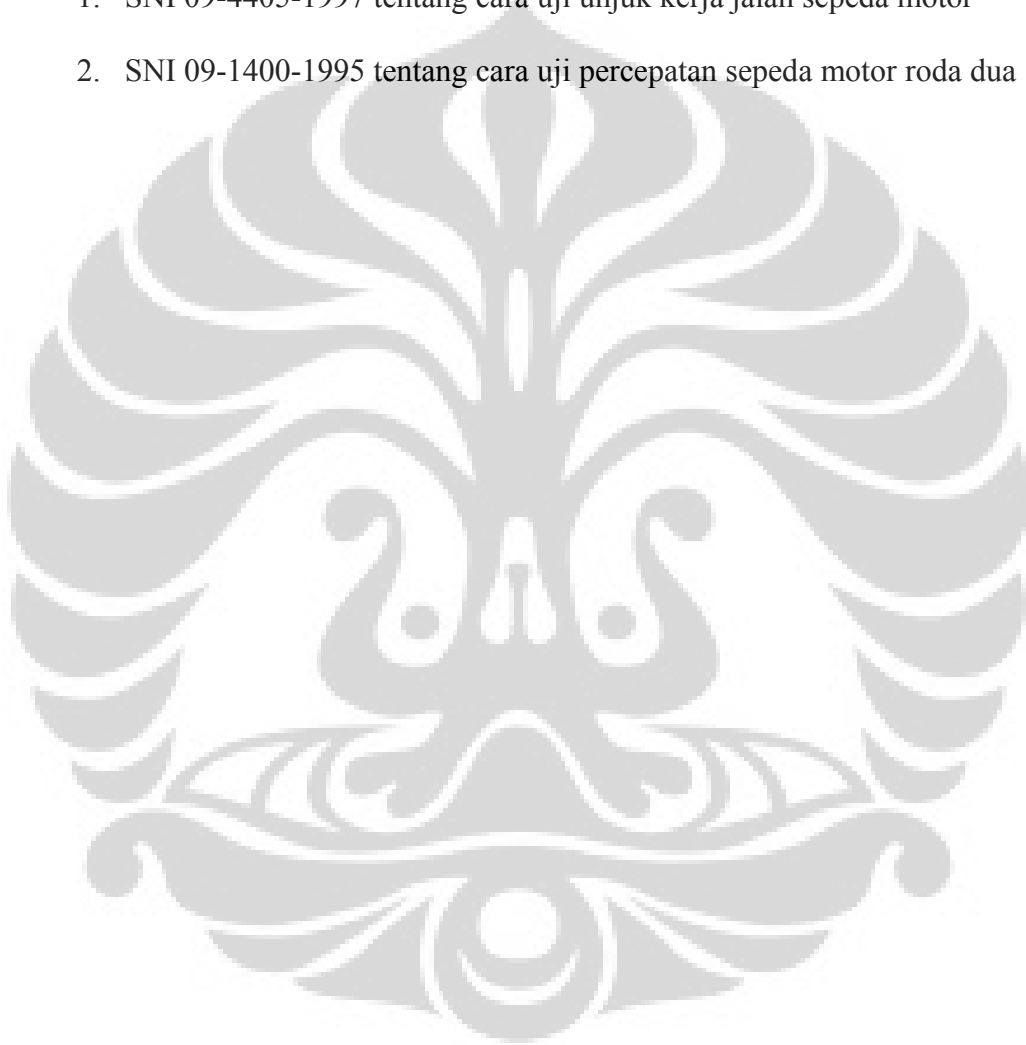 1. SNI 09-4405-1997 tentang cara uji unjuk kerja jalan sepeda motor
2. SNI 09-1400-1995 tentang cara uji percepatan sepeda motor roda dua